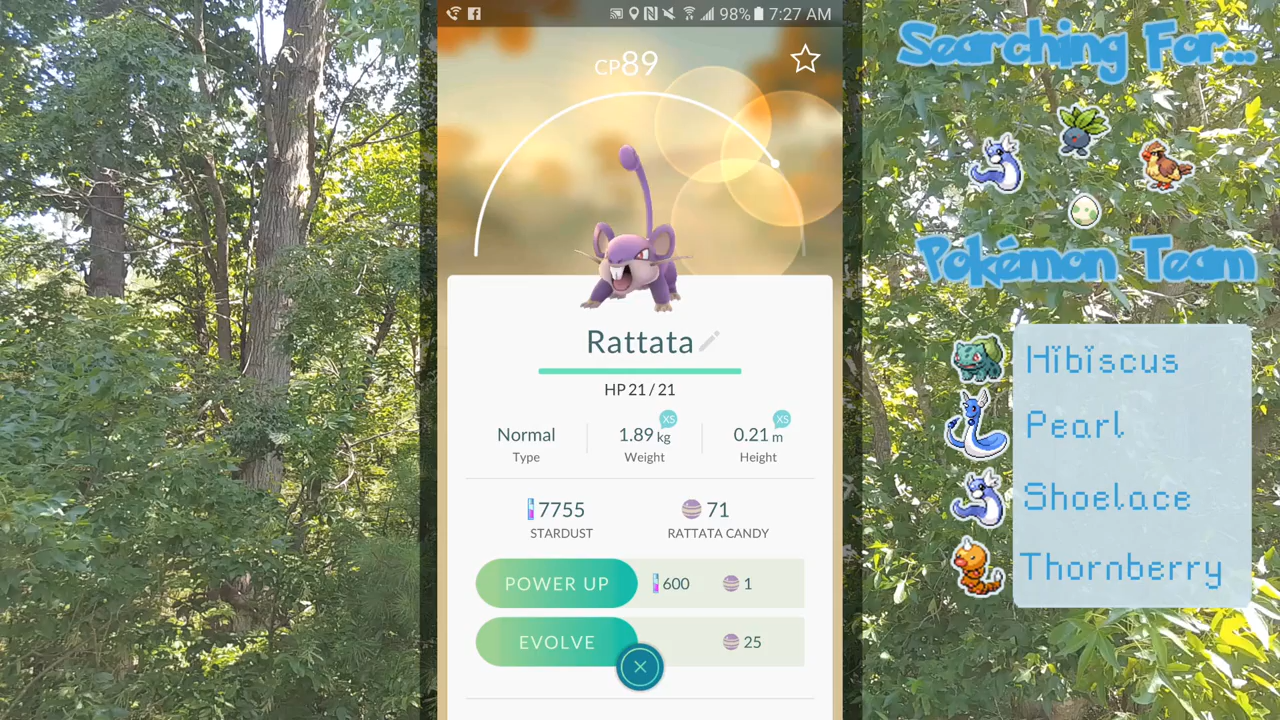 98% 7:27 AM
Searching For...
CP89
Pokémon Team
Rattata
HP 21 / 21
XS
XS
Normal
1.89 kg
0.21 m
Type
Weight
Height
7755
71
STARDUST
RATTATA CANDY
POWER UP
600
1
EVOLVE
25
Hibiscus
Pearl
Shoelace
Thornberry